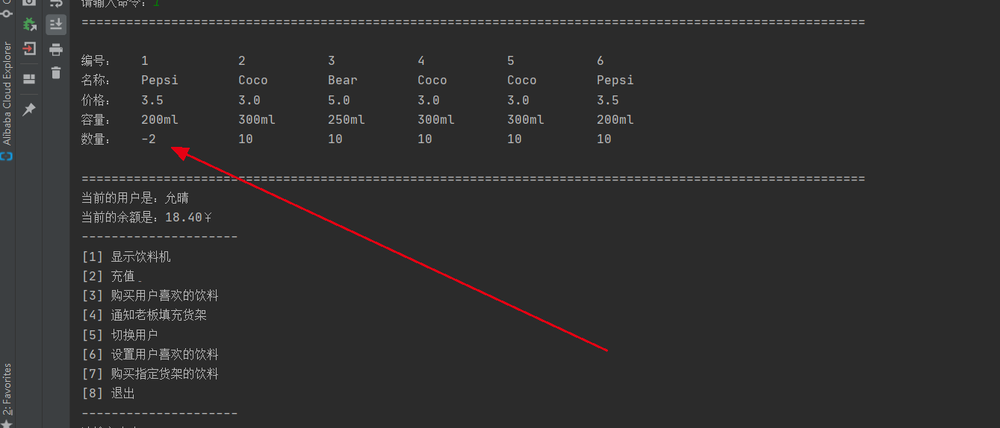 请输入命令: 1
=========================================================================================================
编号: 1 2 3 4 5 6
名称: Pepsi Coco Bear Coco Coco Pepsi
价格: 3.5 3.0 5.0 3.0 3.0 3.5
容量: 200ml 300ml 250ml 300ml 300ml 200ml
数量: -2 10 10 10 10 10
=========================================================================================================
当前的用户是: 允晴
当前的余额是: 18.40¥
---------------------
[1] 显示饮料机
[2] 充值
[3] 购买用户喜欢的饮料
[4] 通知老板填充货架
[5] 切换用户
[6] 设置用户喜欢的饮料
[7] 购买指定货架的饮料
[8] 退出
---------------------
Alibaba Cloud Explorer
2: Favorites